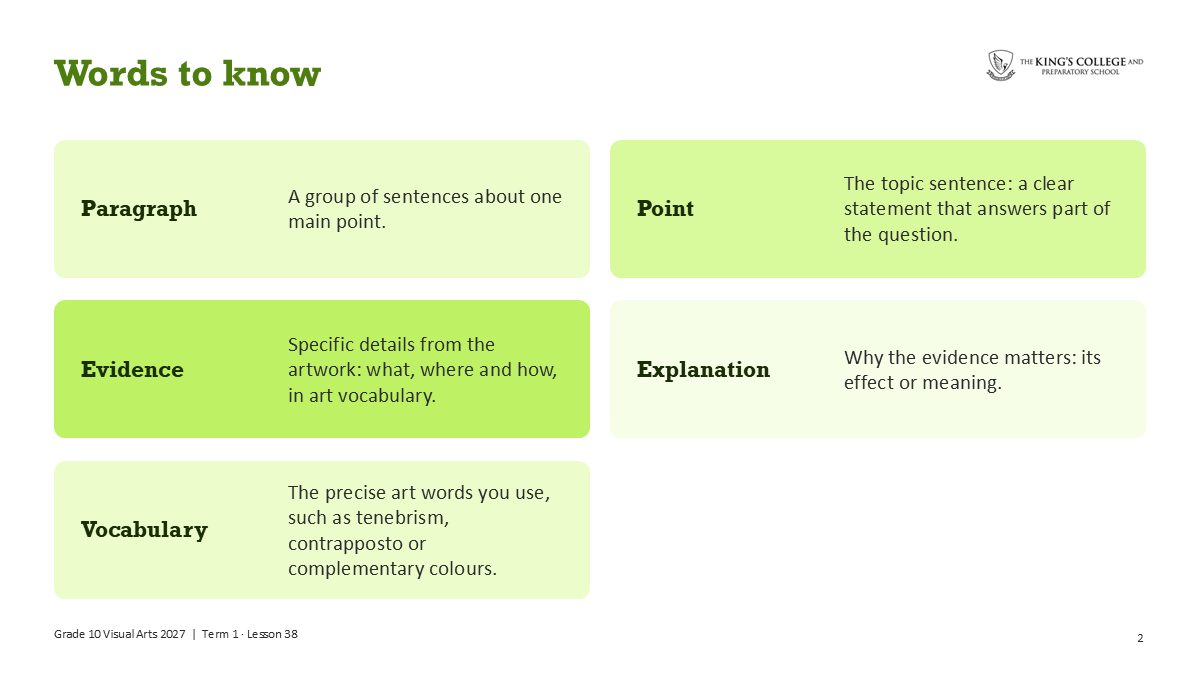 Words to know
THE KING'S COLLEGE AND
PREPARATORY SCHOOL
Paragraph
A group of sentences about one
main point.
Point
The topic sentence: a clear
statement that answers part of
the question.
Evidence
Specific details from the
artwork: what, where and how,
in art vocabulary.
Explanation
Why the evidence matters: its
effect or meaning.
Vocabulary
The precise art words you use,
such as tenebrism,
contrapposto or
complementary colours.
Grade 10 Visual Arts 2027 | Term 1 · Lesson 38
2